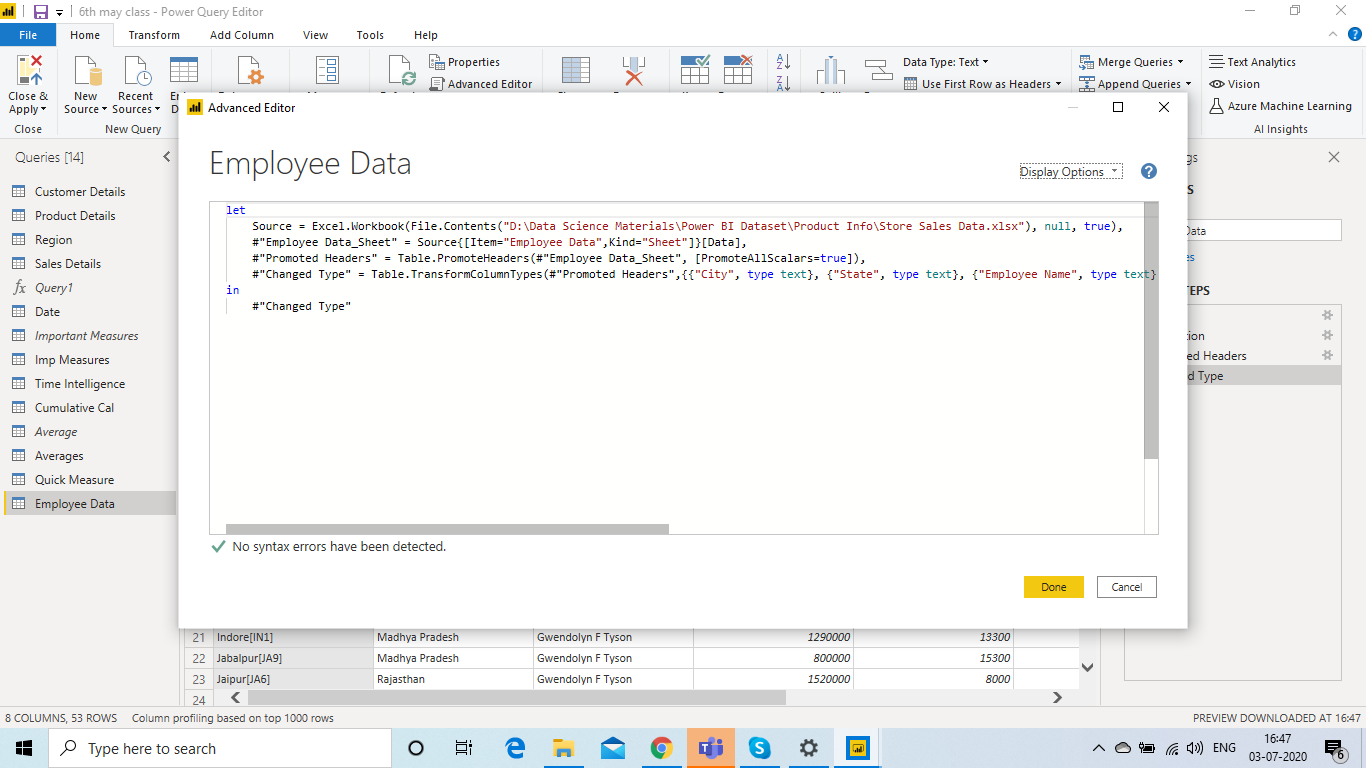 6th may class - Power Query Editor
File Home Transform Add Column View Tools Help
Close & Apply
Close
New Source
Recent Sources
New Query
Properties
Advanced Editor
Data Type: Text
Use First Row as Headers
Merge Queries
Append Queries
Text Analytics
Vision
Azure Machine Learning
AI Insights
Queries [14]
Customer Details
Product Details
Region
Sales Details
fx Query1
Date
Important Measures
Imp Measures
Time Intelligence
Cumulative Cal
Average
Averages
Quick Measure
Employee Data
Advanced Editor
Employee Data
Display Options
?
let
Source = Excel.Workbook(File.Contents("D:\Data Science Materials\Power BI Dataset\Product Info\Store Sales Data.xlsx"), null, true),
#"Employee Data_Sheet" = Source{[Item="Employee Data",Kind="Sheet"]}[Data],
#"Promoted Headers" = Table.PromoteHeaders(#"Employee Data_Sheet", [PromoteAllScalars=true]),
#"Changed Type" = Table.TransformColumnTypes(#"Promoted Headers",{{"City", type text}, {"State", type text}, {"Employee Name", type text}
in
#"Changed Type"
No syntax errors have been detected.
Done Cancel
ed Headers
d Type
21 Indore[IN1] Madhya Pradesh Gwendolyn F Tyson 1290000 13300
22 Jabalpur[JA9] Madhya Pradesh Gwendolyn F Tyson 800000 15300
23 Jaipur[JA6] Rajasthan Gwendolyn F Tyson 1520000 8000
24
8 COLUMNS, 53 ROWS Column profiling based on top 1000 rows PREVIEW DOWNLOADED AT 16:47
Type here to search
ENG
16:47
03-07-2020
6